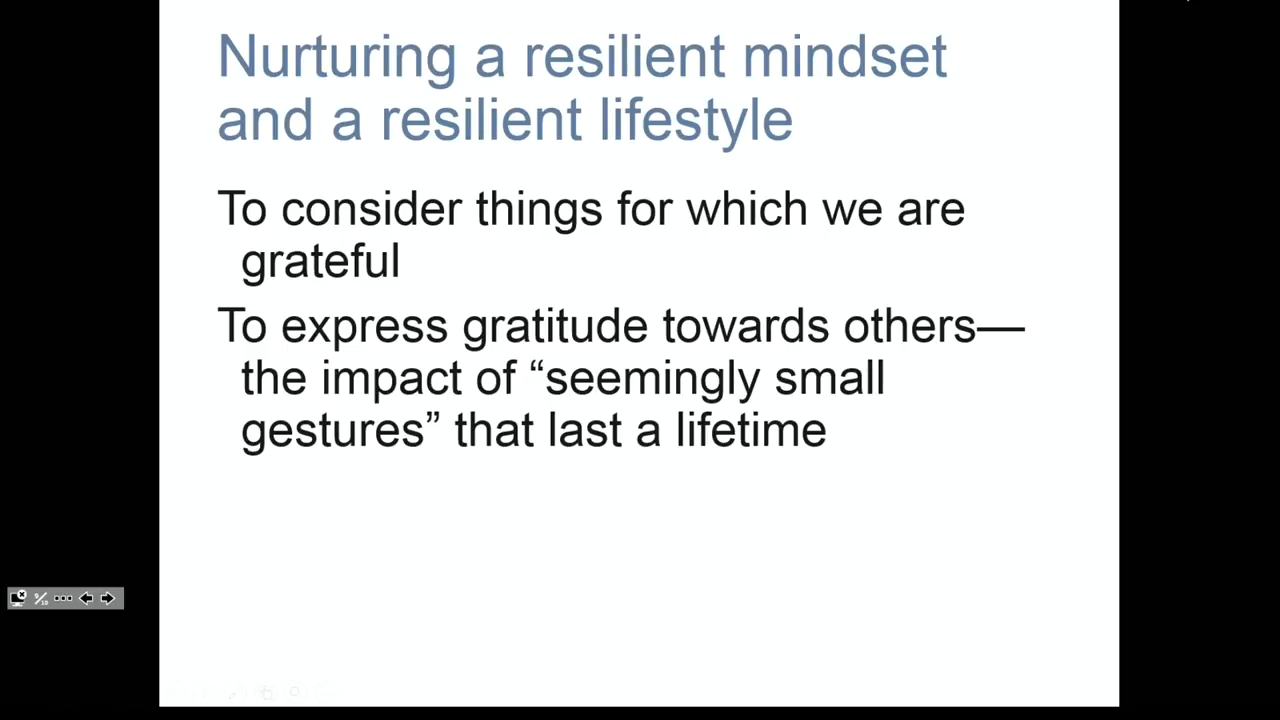 Nurturing a resilient mindset
and a resilient lifestyle
To consider things for which we are
grateful
To express gratitude towards others—
the impact of “seemingly small
gestures” that last a lifetime